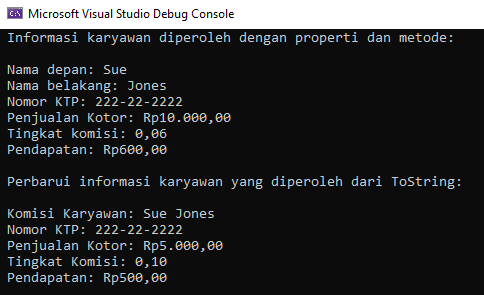 Microsoft Visual Studio Debug Console
Informasi karyawan diperoleh dengan properti dan metode:
Nama depan: Sue
Nama belakang: Jones
Nomor KTP: 222-22-2222
Penjualan Kotor: Rp10.000,00
Tingkat komisi: 0,06
Pendapatan: Rp600,00
Perbarui informasi karyawan yang diperoleh dari ToString:
Komisi Karyawan: Sue Jones
Nomor KTP: 222-22-2222
Penjualan Kotor: Rp5.000,00
Tingkat Komisi: 0,10
Pendapatan: Rp500,00